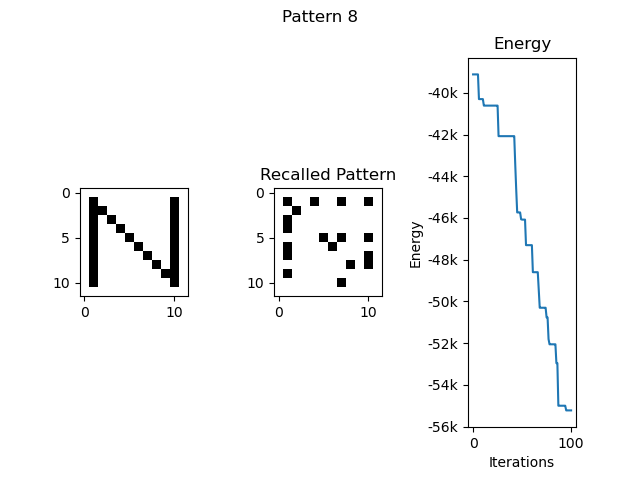 Pattern 8
0
5
10
0
10
Recalled Pattern
0
5
10
0
10
Energy
Energy
-40k
-42k
-44k
-46k
-48k
-50k
-52k
-54k
-56k
0
100
Iterations